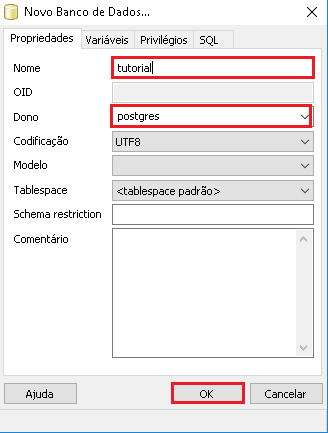 Novo Banco de Dados...
Propriedades Variáveis Privilégios SQL
Nome tutorial
OID
Dono postgres
Codificação UTF8
Modelo
Tablespace <tablespace padrão>
Schema restriction
Comentário
Ajuda OK Cancelar